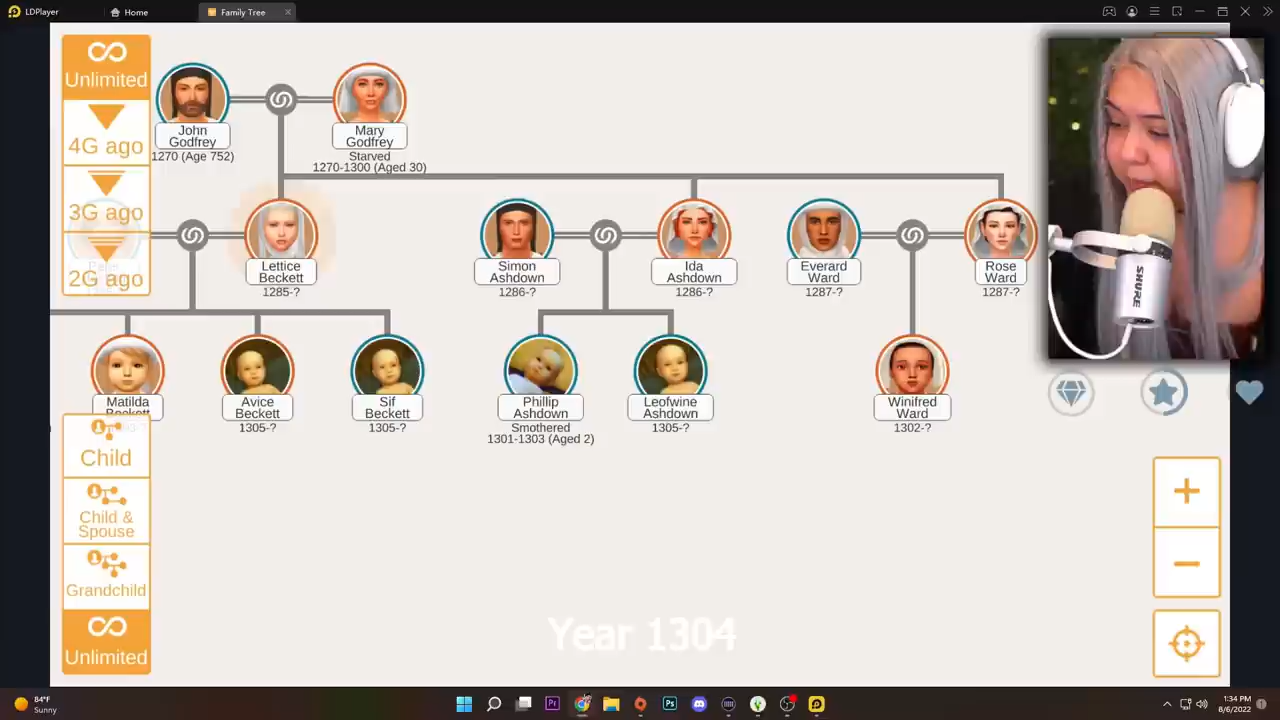 LDPlayer
Home
Family Tree
Unlimited
4G ago
3G ago
2G ago
John
Godfrey
1270 (Age 752)
Mary
Godfrey
Starved
1270-1300 (Aged 30)
Lettice
Beckett
1285-?
Simon
Ashdown
1286-?
Ida
Ashdown
1286-?
Everard
Ward
1287-?
Rose
Ward
1287-?
Matilda
Beckett
Avice
Beckett
1305-?
Sif
Beckett
1305-?
Phillip
Ashdown
Smothered
1301-1303 (Aged 2)
Leofwine
Ashdown
1305-?
Winifred
Ward
1302-?
Child
Child &
Spouse
Grandchild
Unlimited
SHURE
Year 1304
84°F
Sunny
Pr
Ps
1:34 PM
8/6/2022